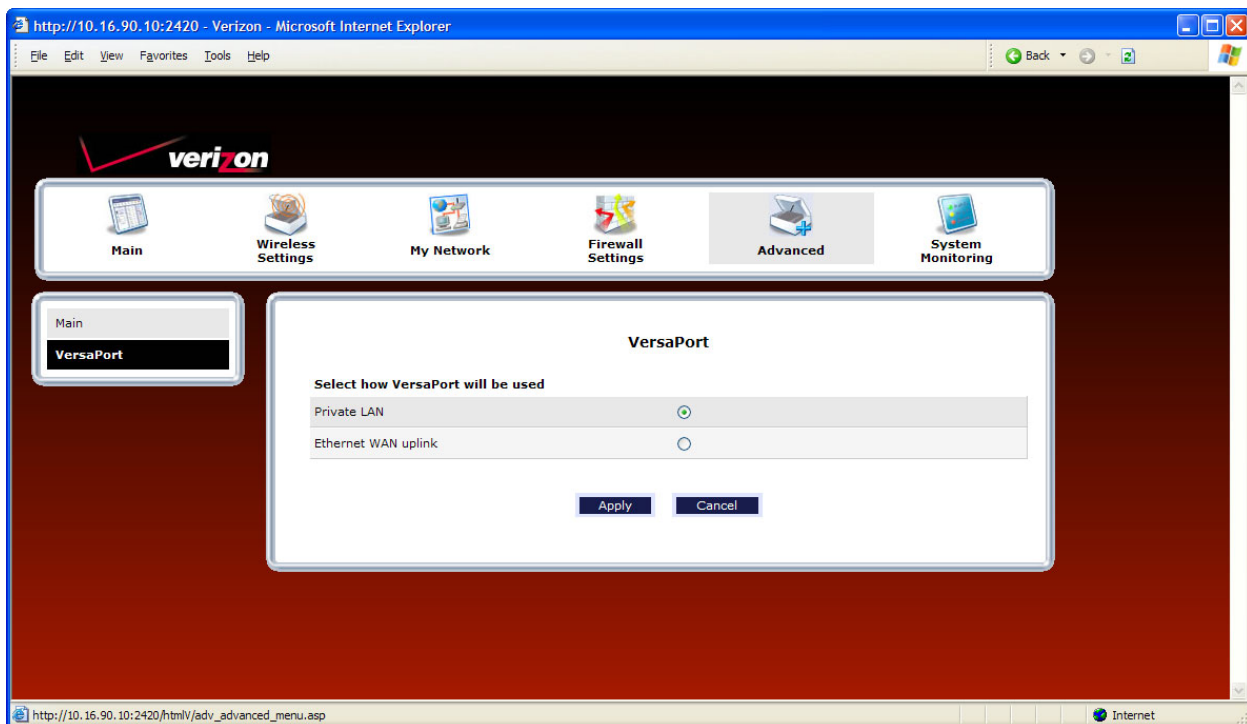 http://10.16.90.10:2420 - Verizon - Microsoft Internet Explorer
File Edit View Favorites Tools Help
Back
verizon
Main
Wireless Settings
My Network
Firewall Settings
Advanced
System Monitoring
Main
VersaPort
VersaPort
Select how VersaPort will be used
Private LAN
Ethernet WAN uplink
Apply Cancel
http://10.16.90.10:2420/htmlV/adv_advanced_menu.asp
Internet